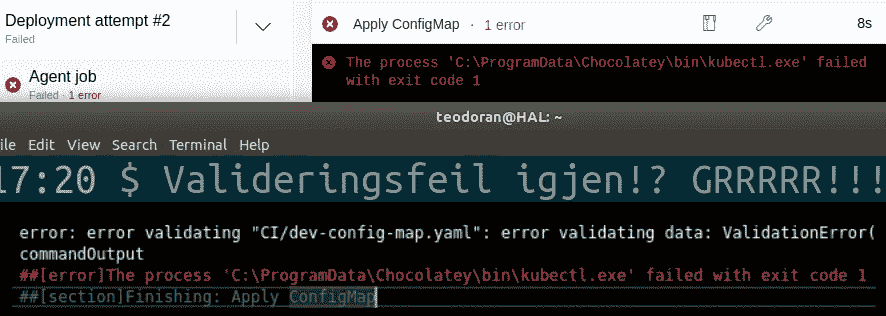 Deployment attempt #2
Failed
Agent job
Failed · 1 error
Apply ConfigMap · 1 error
8s
The process 'C:\ProgramData\Chocolatey\bin\kubectl.exe' failed
with exit code 1
teodoran@HAL: ~
ile Edit View Search Terminal Help
17:20 $ Valideringsfeil igjen!? GRRRRR!!!
error: error validating "CI/dev-config-map.yaml": error validating data: ValidationError(
commandOutput
##[error]The process 'C:\ProgramData\Chocolatey\bin\kubectl.exe' failed with exit code 1
##[section]Finishing: Apply ConfigMap